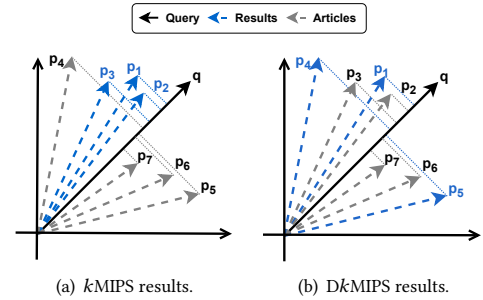 Query Results Articles
p4 p3 p1 p2 q
p7 p6 p5
p4 p3 p1 p2 q
p7 p6 p5
(a) kMIPS results. (b) DkMIPS results.